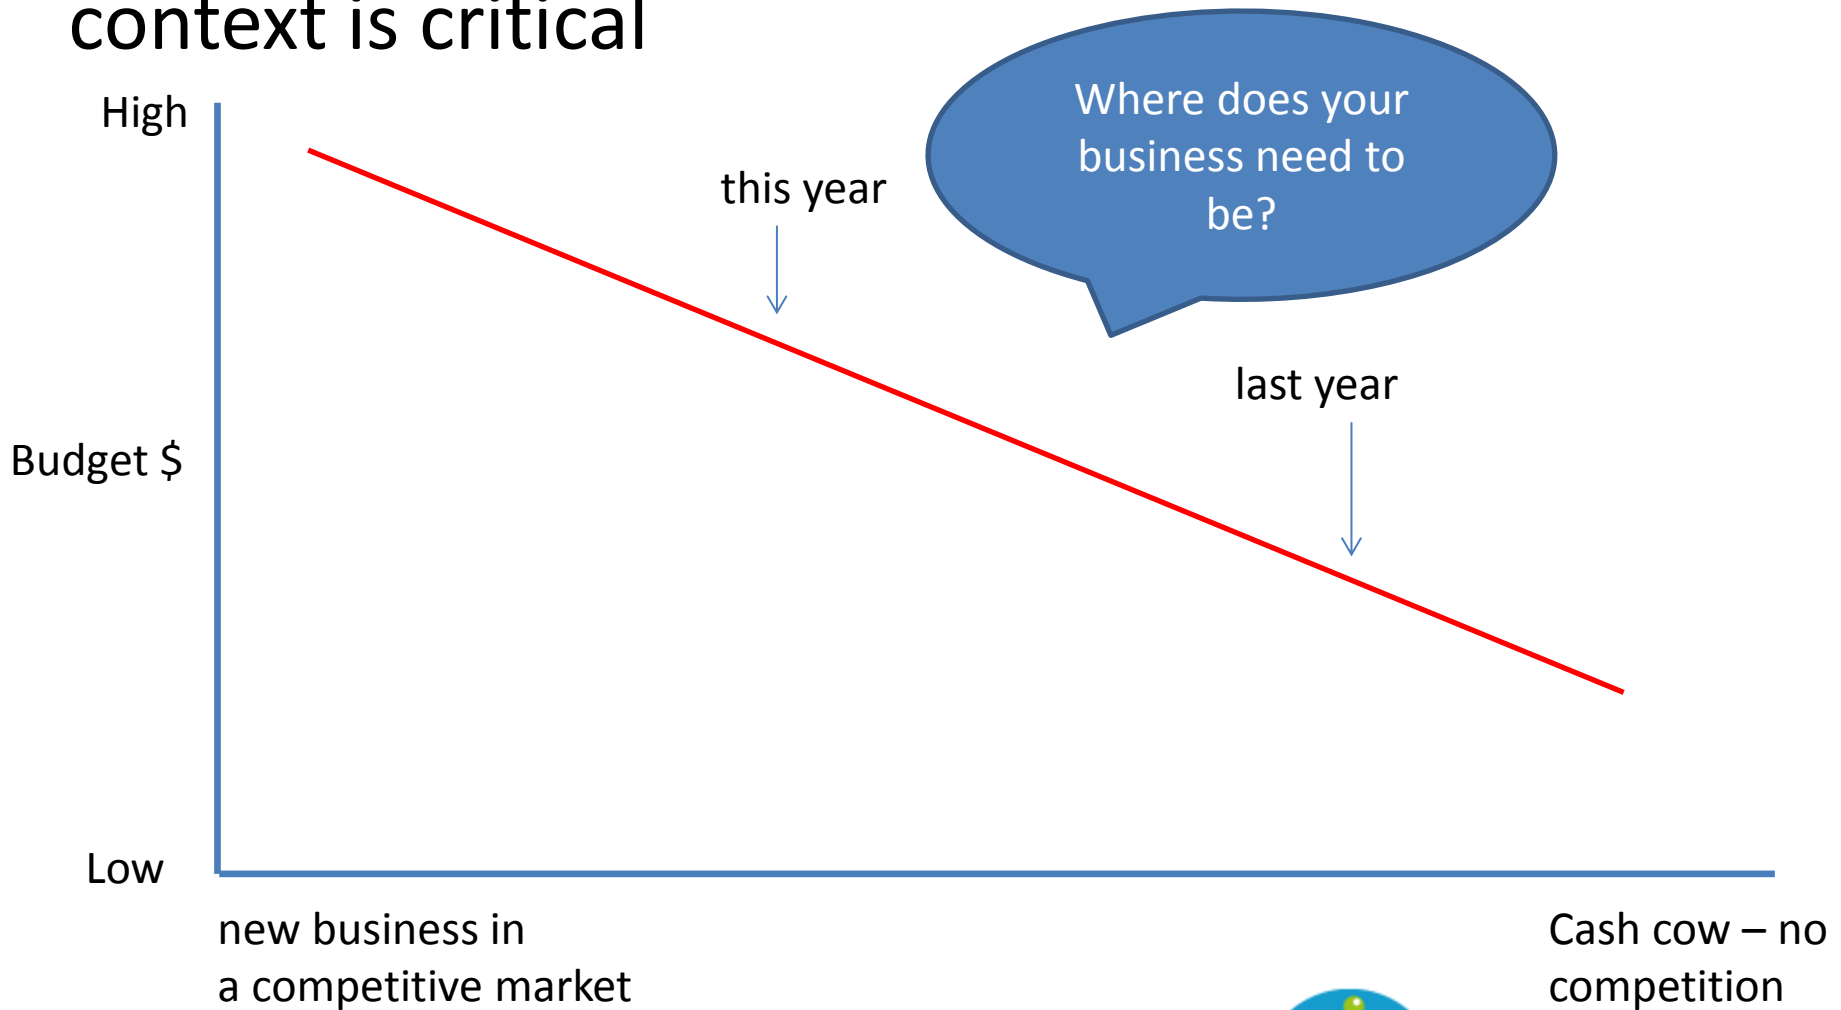 context is critical
High
Where does your
business need to
be?
this year
last year
Budget $
Low
new business in
a competitive market
Cash cow – no
competition